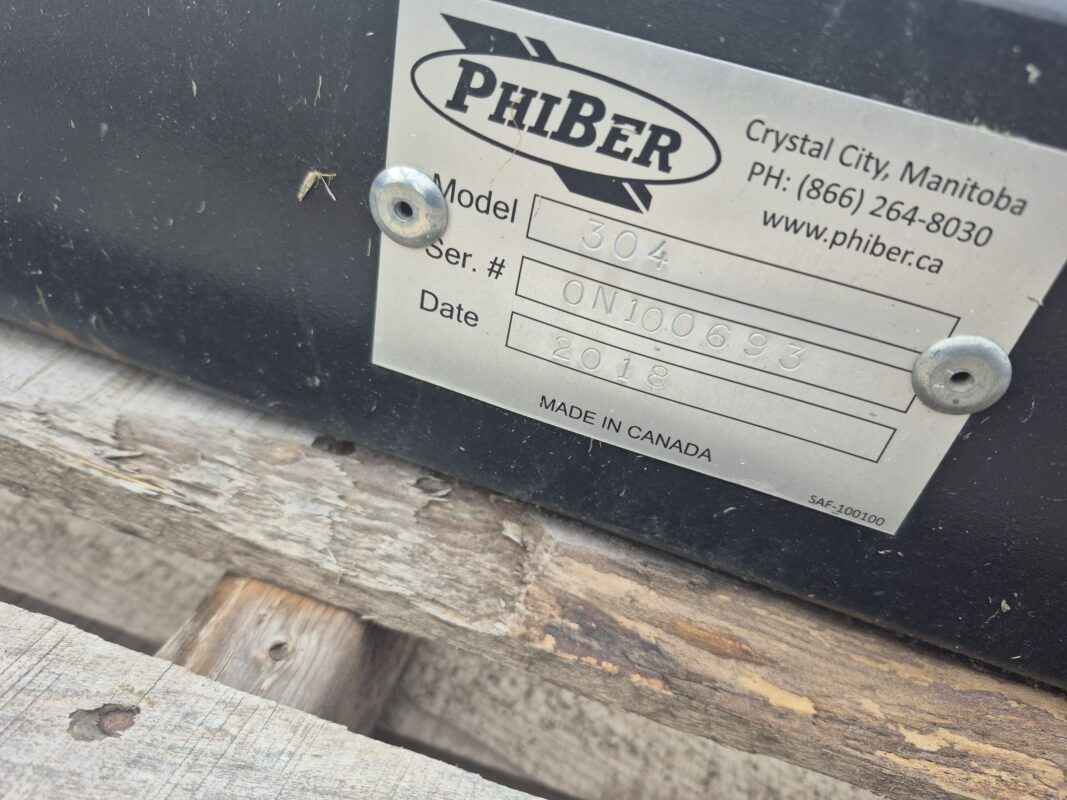 PHIBER
Crystal City, Manitoba
PH: (866) 264-8030
www.phiber.ca
Model 304
Ser. # ON100693
Date 2018
MADE IN CANADA
SAF-100100